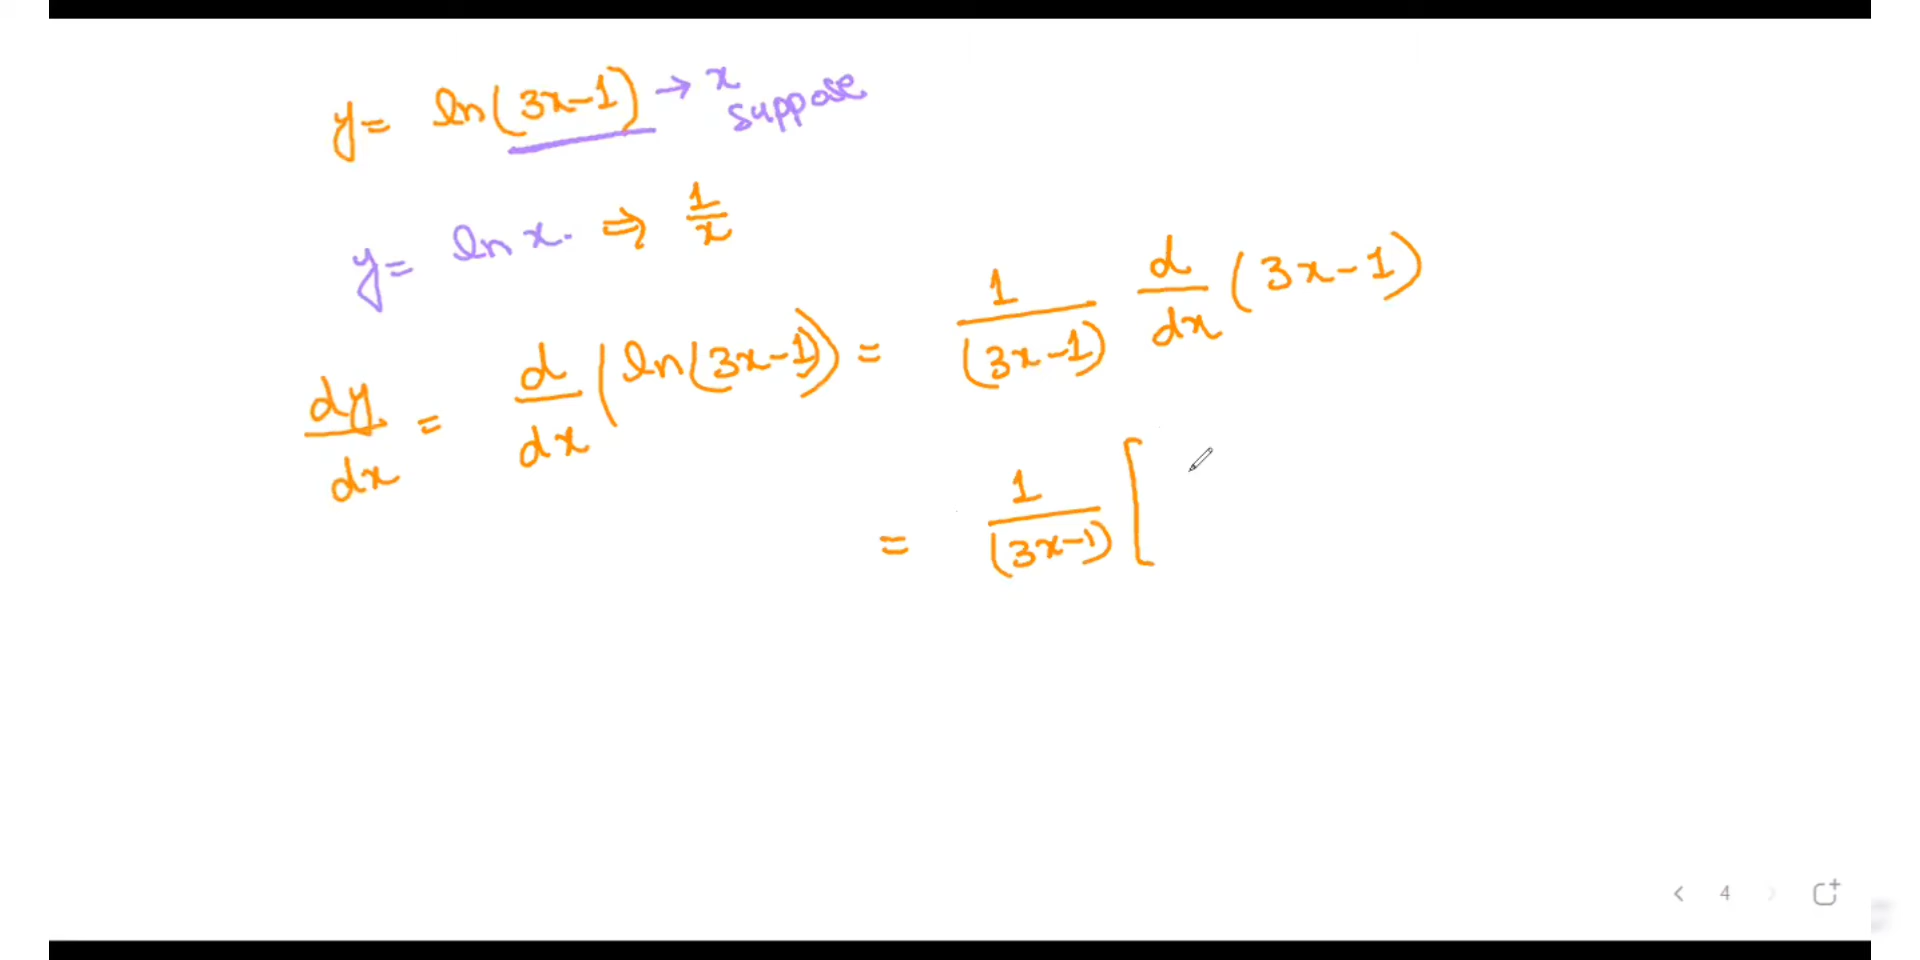 y = ln(3x-1) → x
suppose
y = ln x. ⇒ 1/x
dy/dx = d/dx (ln(3x-1)) = 1/(3x-1) d/dx (3x-1)
= 1/(3x-1) [
4